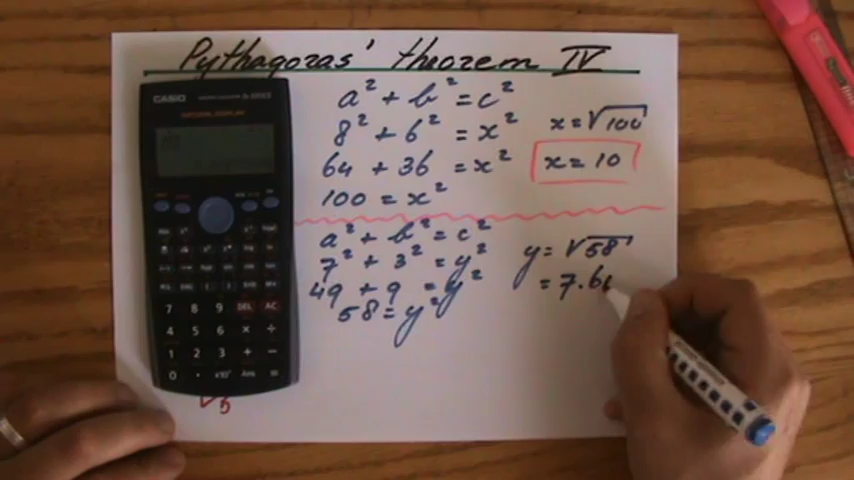 Pythagoras' theorem IV
CASIO
a² + b² = c²
8² + 6² = x²
64 + 36 = x²
100 = x²
x = √100
x = 10
a² + b² = c²
7² + 3² = y²
49 + 9 = y²
58 = y²
y = √58
= 7.6
7 8 9 DEL AC
4 5 6 × ÷
1 2 3 + −
0 . ×10ˣ Ans =